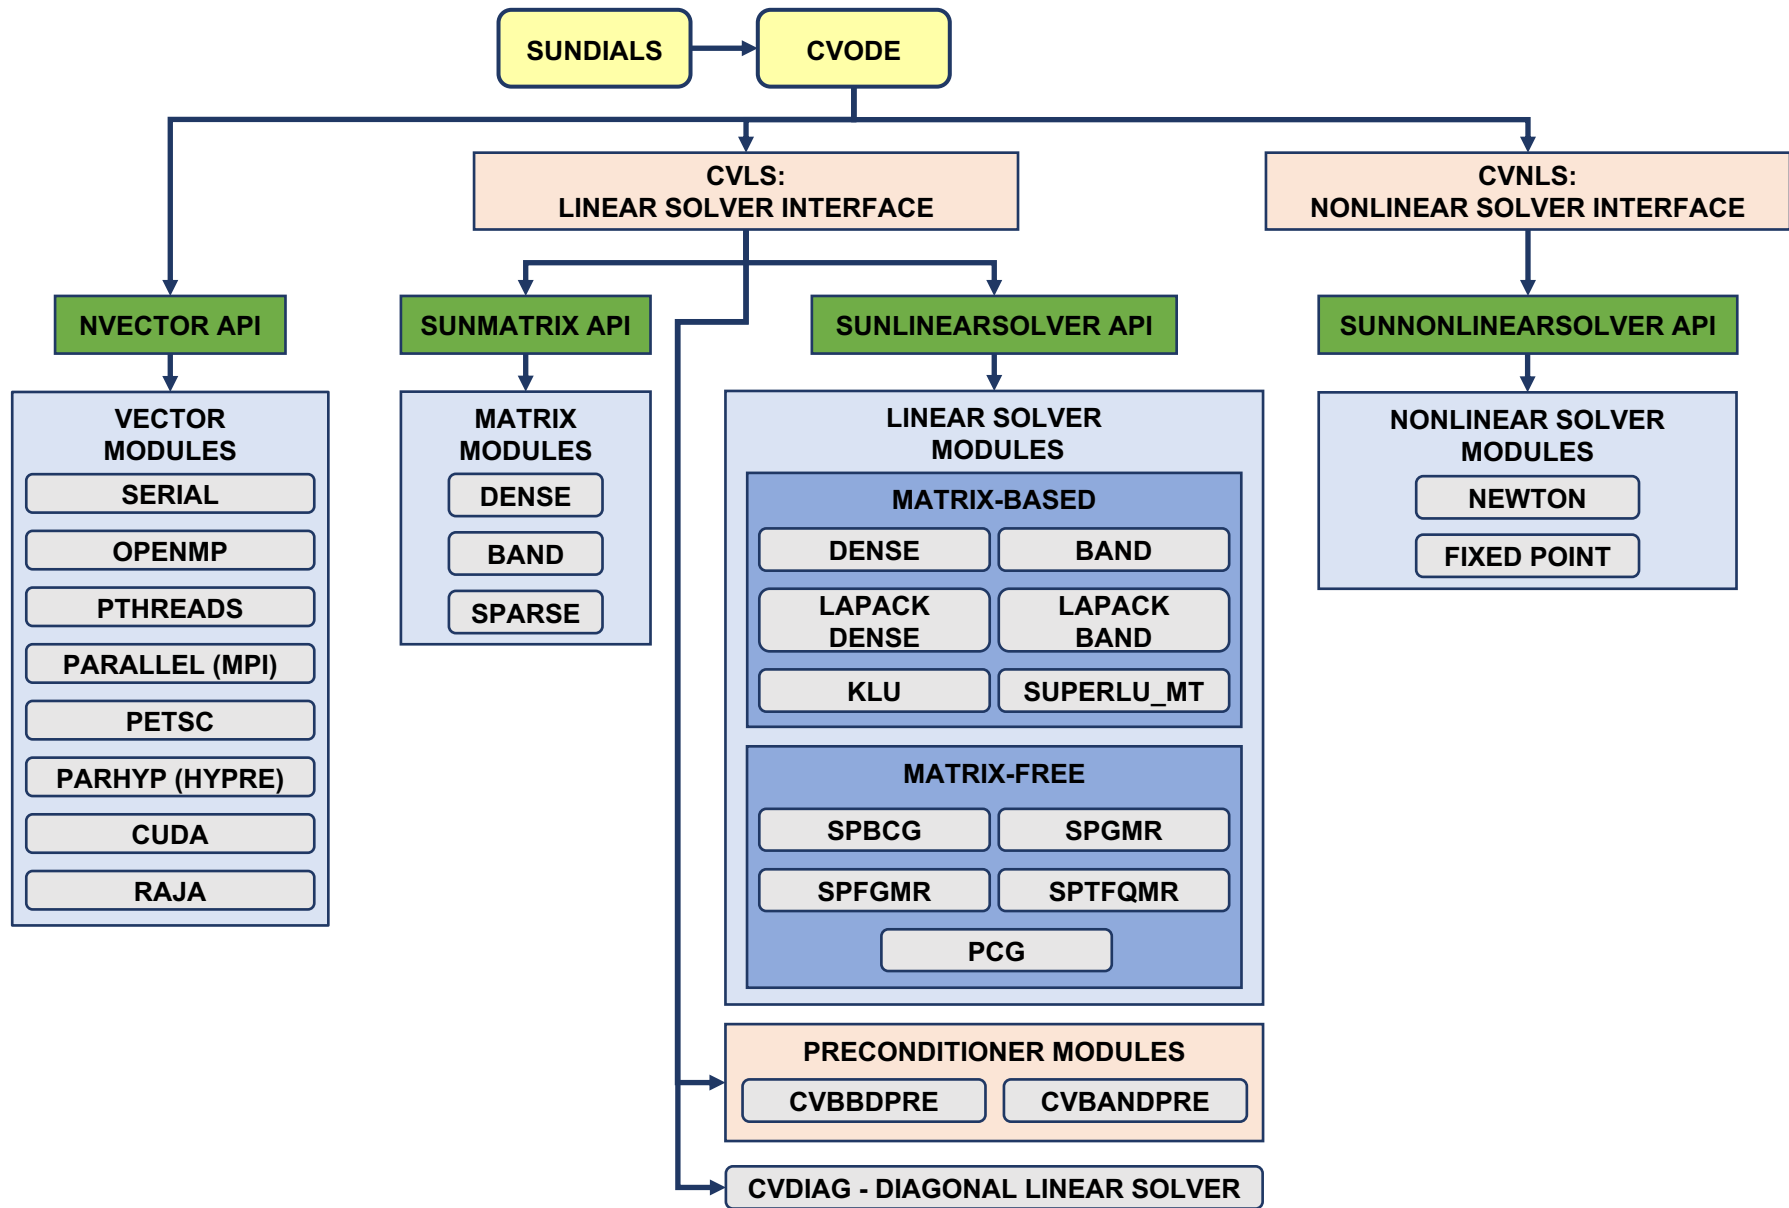 SUNDIALS
CVODE
CVLS:
LINEAR SOLVER INTERFACE
CVNLS:
NONLINEAR SOLVER INTERFACE
NVECTOR API
SUNMATRIX API
SUNLINEARSOLVER API
SUNNONLINEARSOLVER API
VECTOR
MODULES
SERIAL
OPENMP
PTHREADS
PARALLEL (MPI)
PETSC
PARHYP (HYPRE)
CUDA
RAJA
MATRIX
MODULES
DENSE
BAND
SPARSE
LINEAR SOLVER
MODULES
MATRIX-BASED
DENSE
BAND
LAPACK
DENSE
LAPACK
BAND
KLU
SUPERLU_MT
MATRIX-FREE
SPBCG
SPGMR
SPFGMR
SPTFQMR
PCG
NONLINEAR SOLVER
MODULES
NEWTON
FIXED POINT
PRECONDITIONER MODULES
CVBBDPRE
CVBANDPRE
CVDIAG - DIAGONAL LINEAR SOLVER